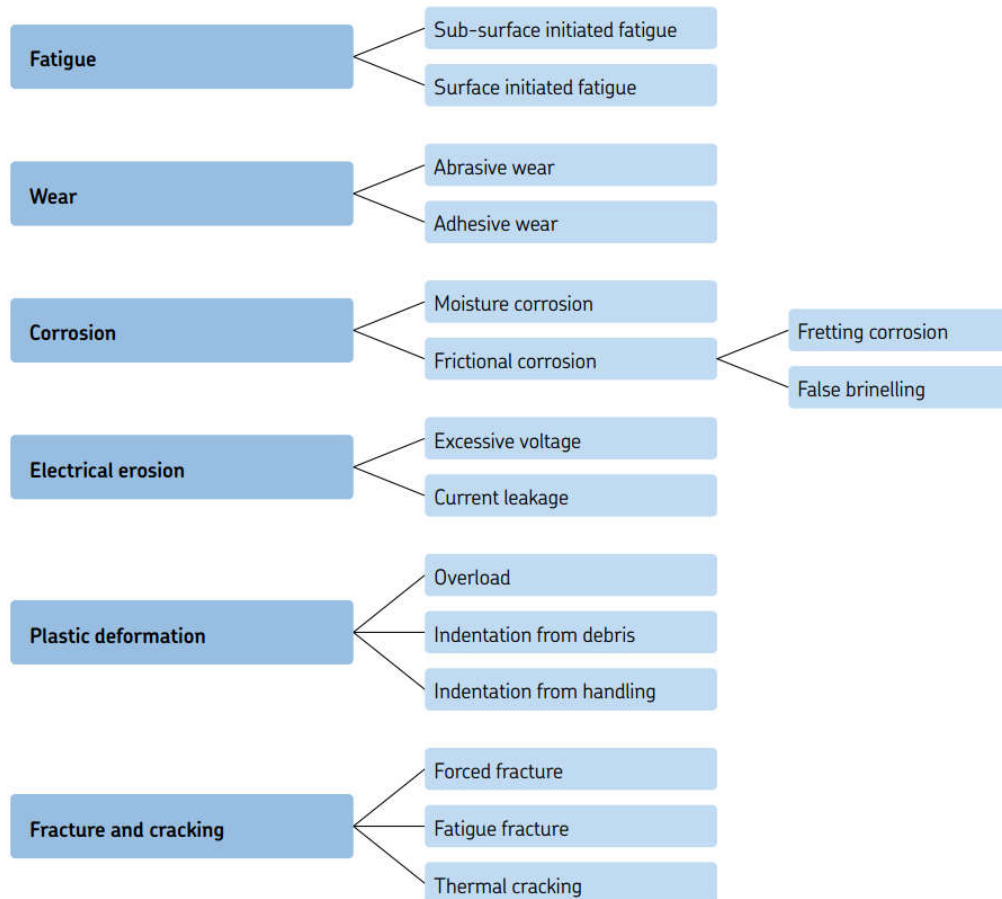 Fatigue
Sub-surface initiated fatigue
Surface initiated fatigue
Wear
Abrasive wear
Adhesive wear
Corrosion
Moisture corrosion
Frictional corrosion
Fretting corrosion
False brinelling
Electrical erosion
Excessive voltage
Current leakage
Plastic deformation
Overload
Indentation from debris
Indentation from handling
Fracture and cracking
Forced fracture
Fatigue fracture
Thermal cracking